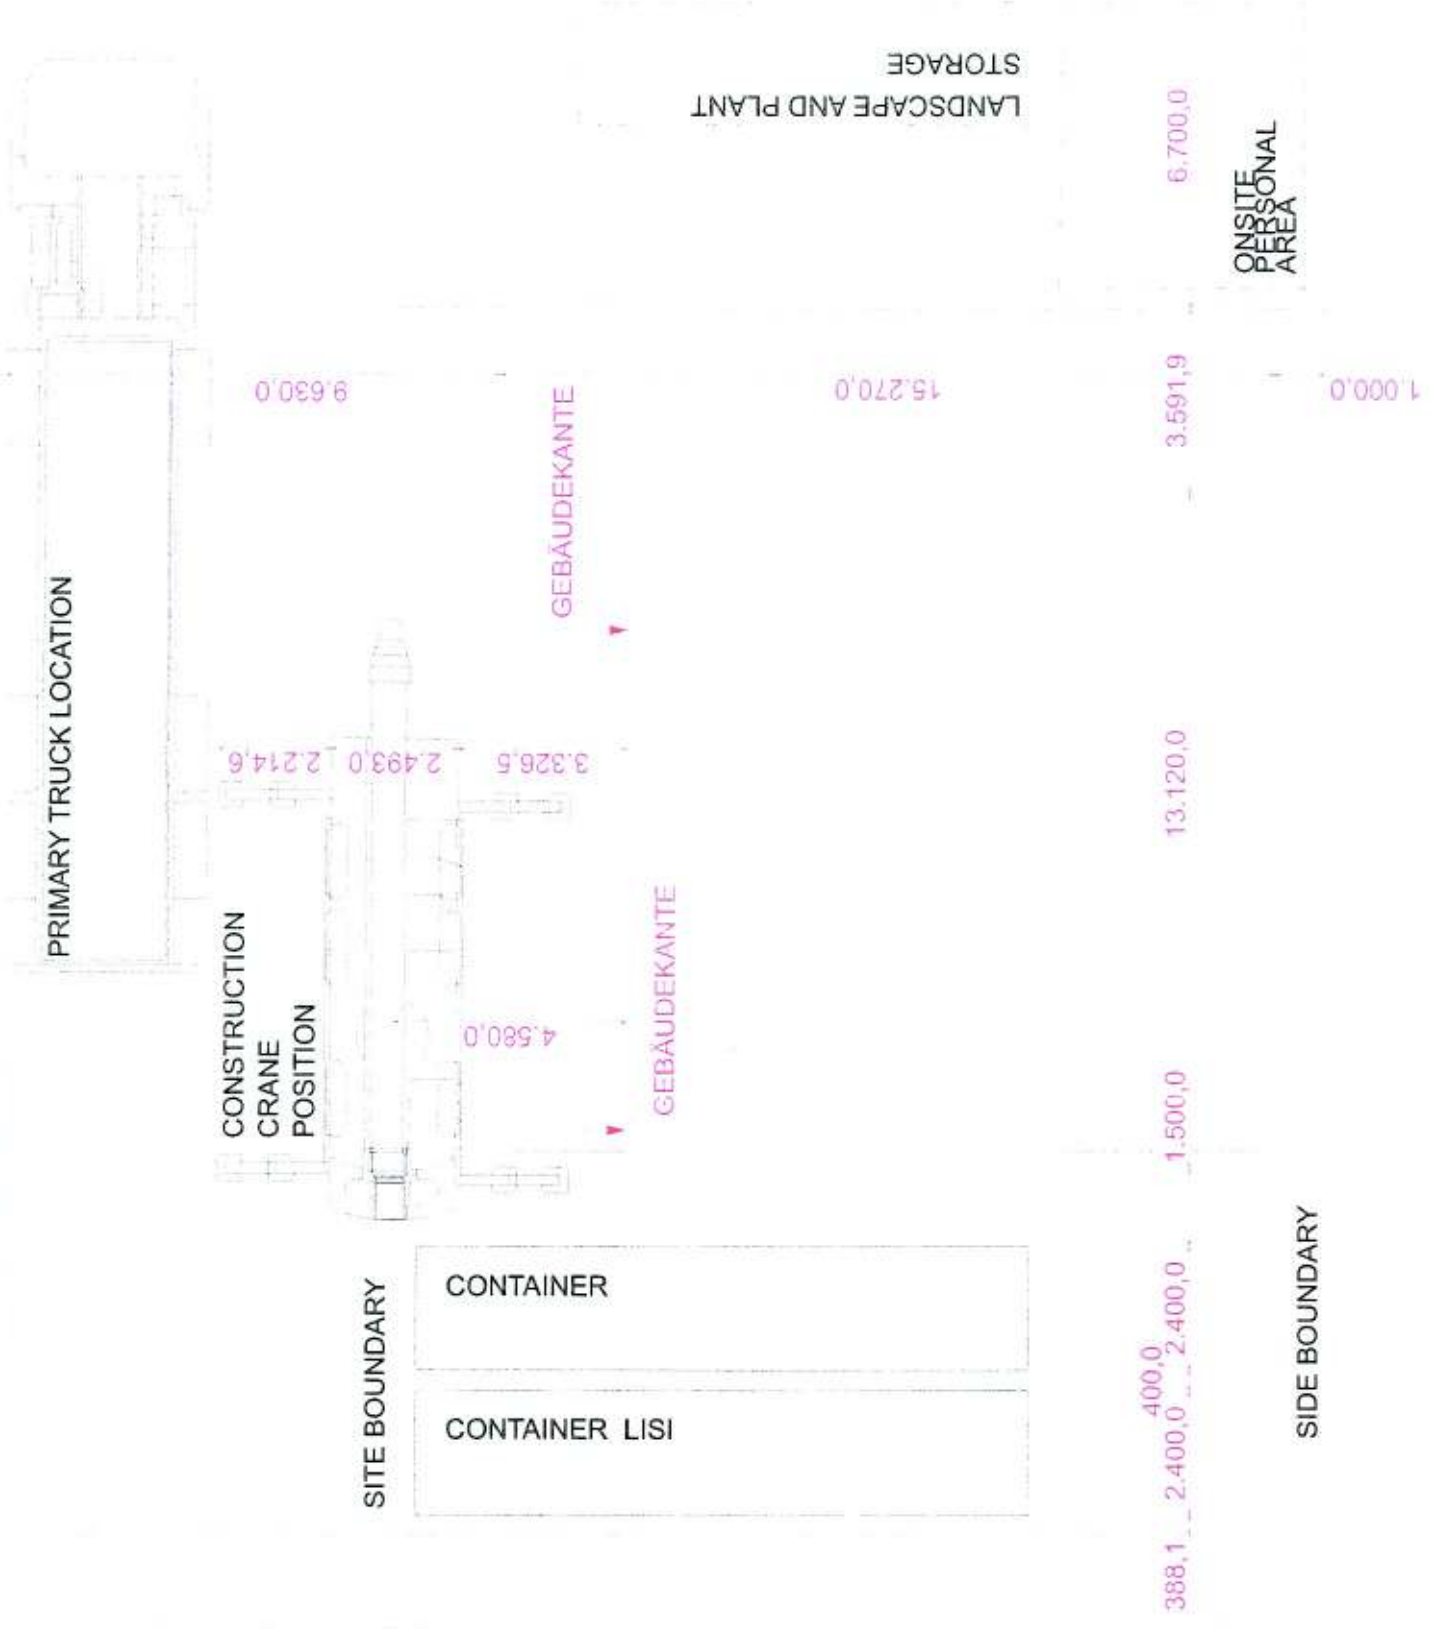 STORAGE
LANDSCAPE AND PLANT
6.700,0
ONSITE
PERSONAL
AREA
9.630,0
15.270,0
3.591,9
1.000,0
GEBÄUDEKANTE
PRIMARY TRUCK LOCATION
2.214,6
2.493,0
3.326,5
13.120,0
CONSTRUCTION
CRANE
POSITION
4.580,0
GEBÄUDEKANTE
1.500,0
SITE BOUNDARY
CONTAINER
2.400,0
400,0
CONTAINER LISI
2.400,0
388,1
SIDE BOUNDARY